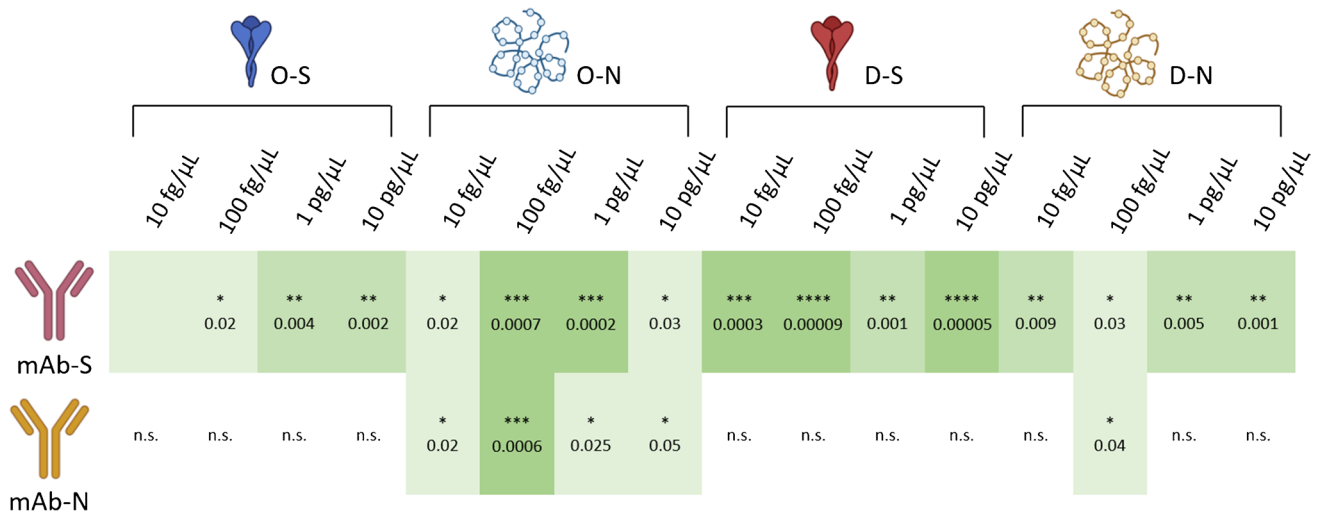 O-S O-N D-S D-N
10 fg/µL 100 fg/µL 1 pg/µL 10 pg/µL 10 fg/µL 100 fg/µL 1 pg/µL 10 pg/µL 10 fg/µL 100 fg/µL 1 pg/µL 10 pg/µL 10 fg/µL 100 fg/µL 1 pg/µL 10 pg/µL
* ** ** * *** *** * *** **** ** **** ** * ** **
0.02 0.004 0.002 0.02 0.0007 0.0002 0.03 0.0003 0.00009 0.001 0.00005 0.009 0.03 0.005 0.001
mAb-S
* *** * * *
n.s. n.s. n.s. n.s. 0.02 0.0006 0.025 0.05 n.s. n.s. n.s. n.s. n.s. 0.04 n.s. n.s.
mAb-N